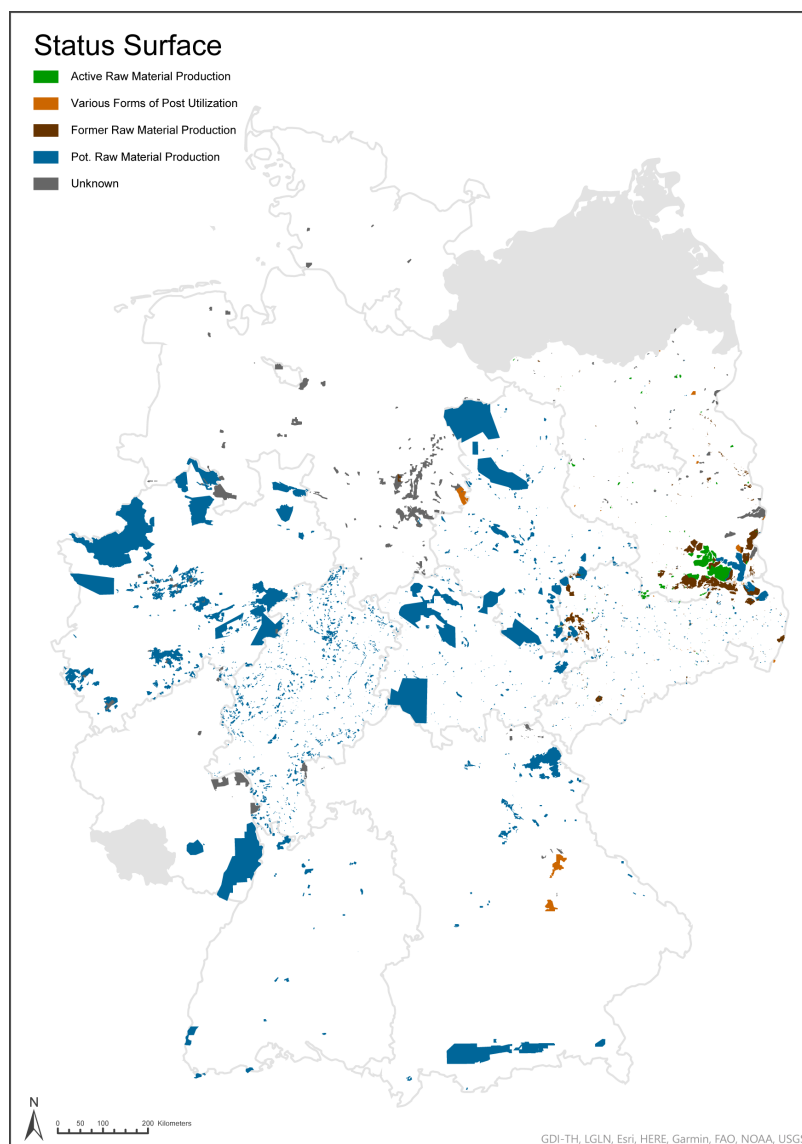 Status Surface
Active Raw Material Production
Various Forms of Post Utilization
Former Raw Material Production
Pot. Raw Material Production
Unknown
N
0 50 100 200 Kilometers
GDI-TH, LGLN, Esri, HERE, Garmin, FAO, NOAA, USGS